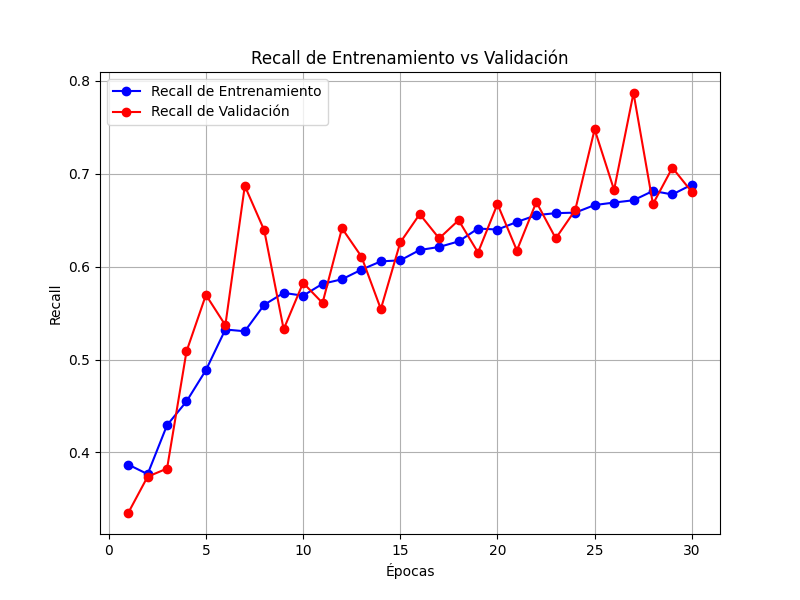 Recall de Entrenamiento vs Validación
Recall de Entrenamiento
Recall de Validación
0.8
0.7
0.6
0.5
0.4
Recall
0 5 10 15 20 25 30
Épocas